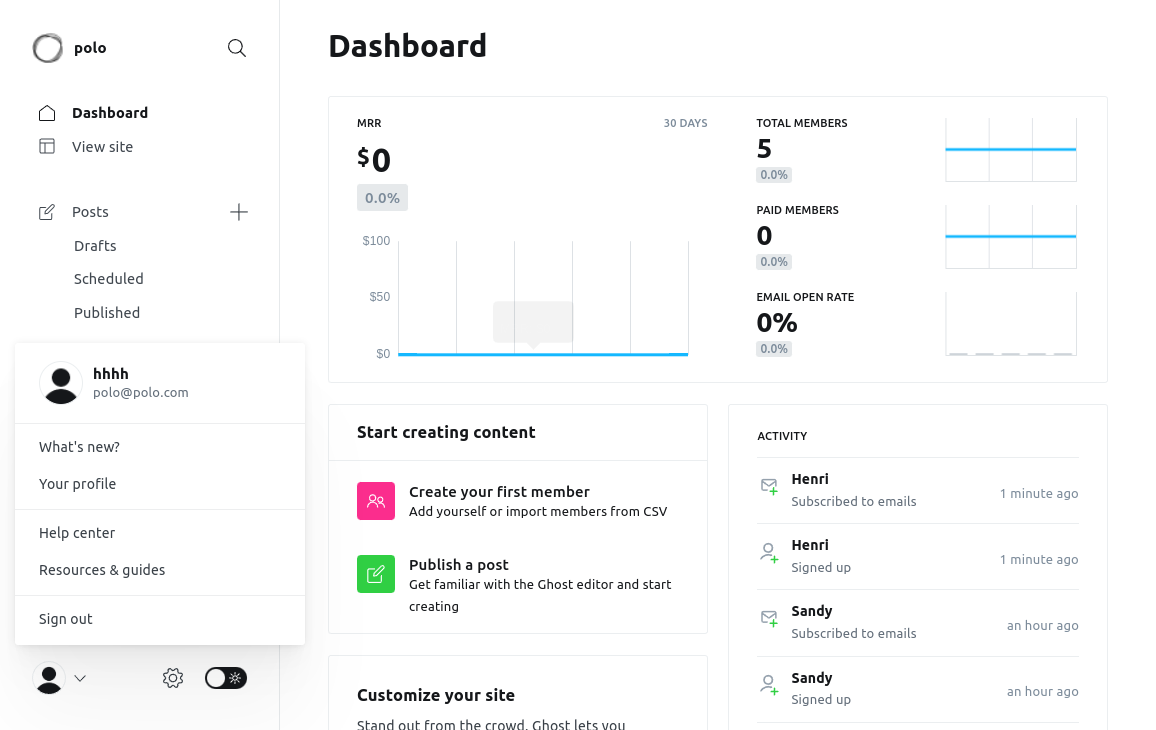 polo
Dashboard
View site
Posts
Drafts
Scheduled
Published
hhhh
polo@polo.com
What's new?
Your profile
Help center
Resources & guides
Sign out
Dashboard
MRR
30 DAYS
$0
0.0%
$100
$50
$0
TOTAL MEMBERS
5
0.0%
PAID MEMBERS
0
0.0%
EMAIL OPEN RATE
0%
0.0%
Start creating content
Create your first member
Add yourself or import members from CSV
Publish a post
Get familiar with the Ghost editor and start
creating
Customize your site
Stand out from the crowd. Ghost lets you
ACTIVITY
Henri
Subscribed to emails
1 minute ago
Henri
Signed up
1 minute ago
Sandy
Subscribed to emails
an hour ago
Sandy
Signed up
an hour ago